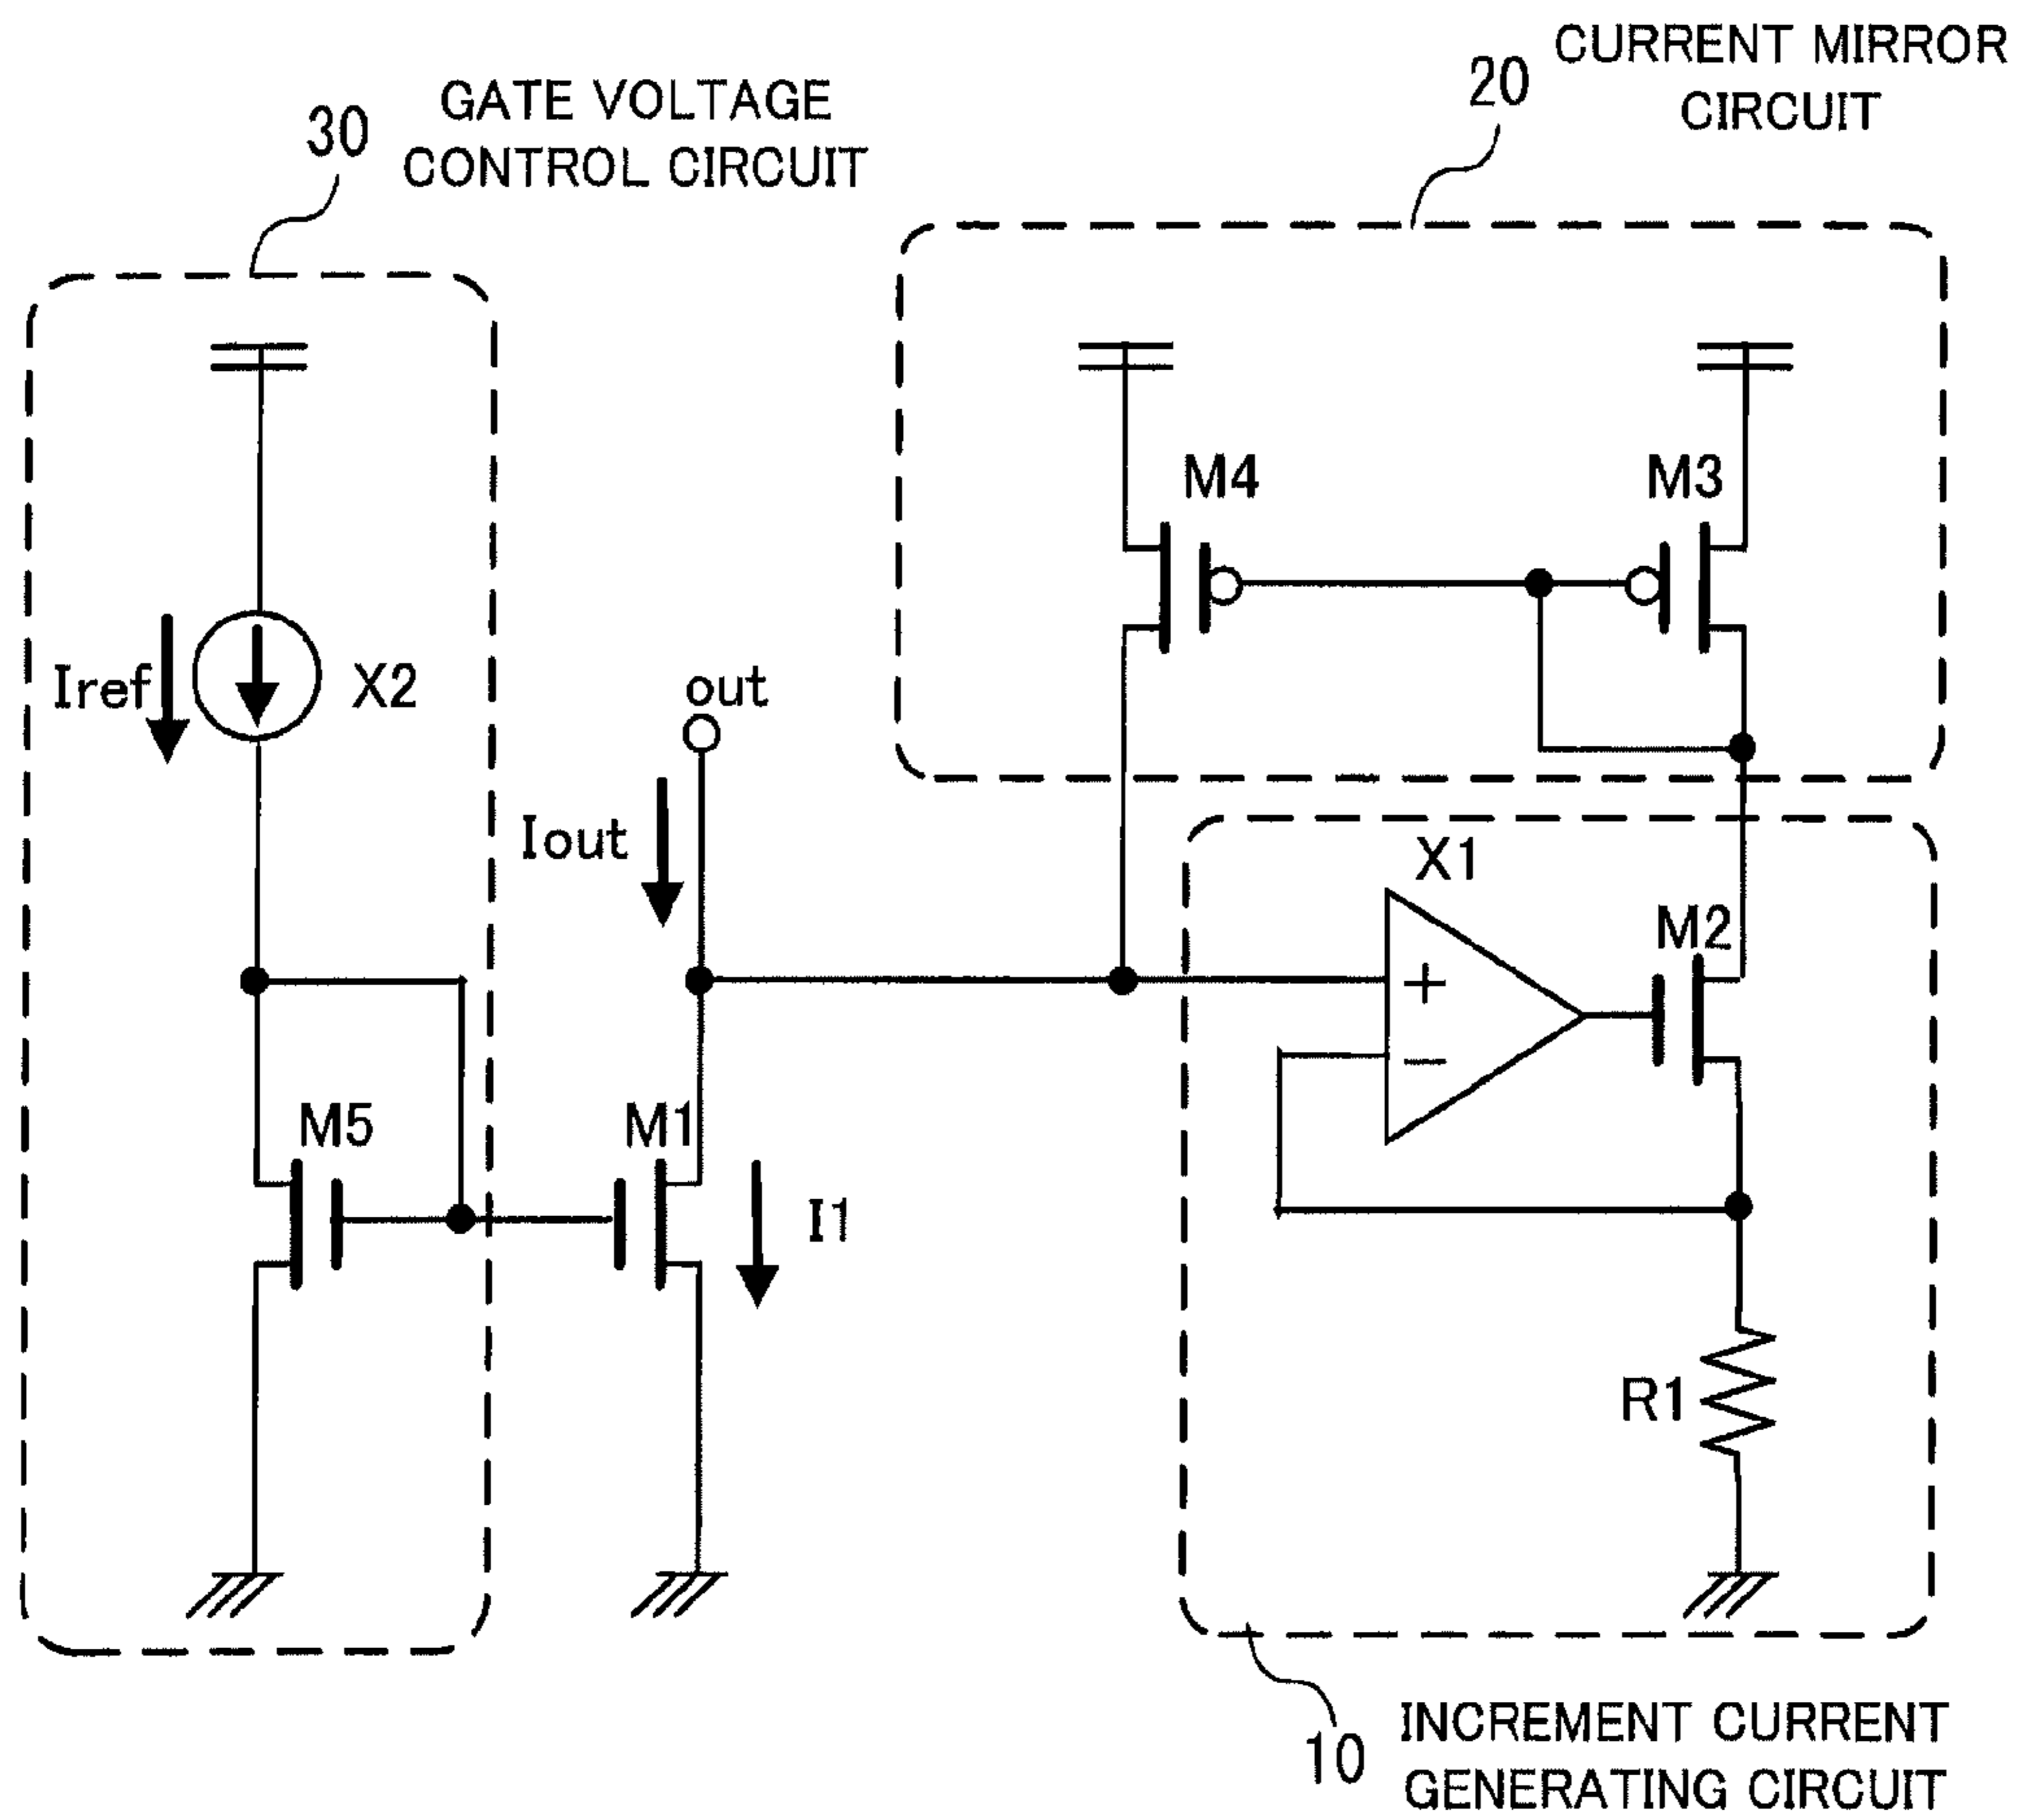 CURRENT MIRROR
CIRCUIT
20
GATE VOLTAGE
CONTROL CIRCUIT
30
M4
M3
Iref
X2
out
Iout
X1
M2
+
−
M5
M1
I1
R1
10
INCREMENT CURRENT
GENERATING CIRCUIT